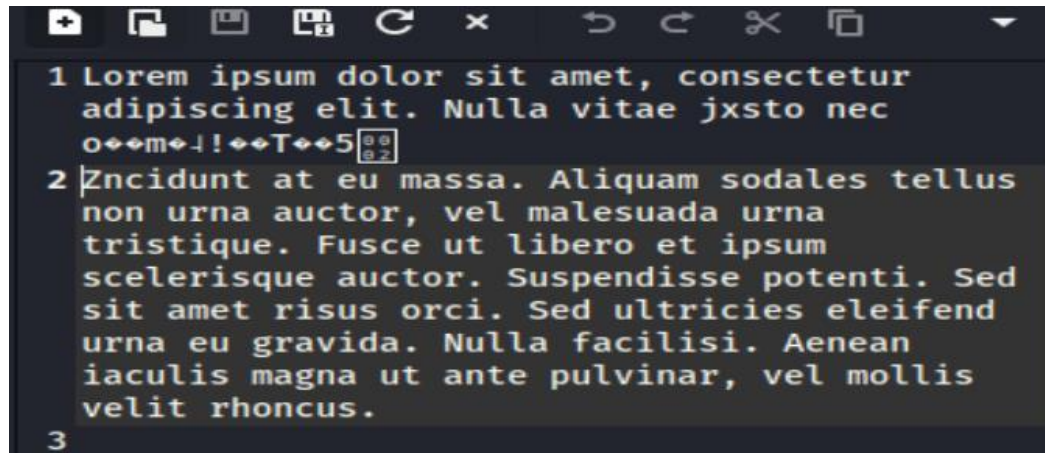 1 Lorem ipsum dolor sit amet, consectetur
adipiscing elit. Nulla vitae jxsto nec
o��m�˩!��T��5
2 Zncidunt at eu massa. Aliquam sodales tellus
non urna auctor, vel malesuada urna
tristique. Fusce ut libero et ipsum
scelerisque auctor. Suspendisse potenti. Sed
sit amet risus orci. Sed ultricies eleifend
urna eu gravida. Nulla facilisi. Aenean
iaculis magna ut ante pulvinar, vel mollis
velit rhoncus.
3